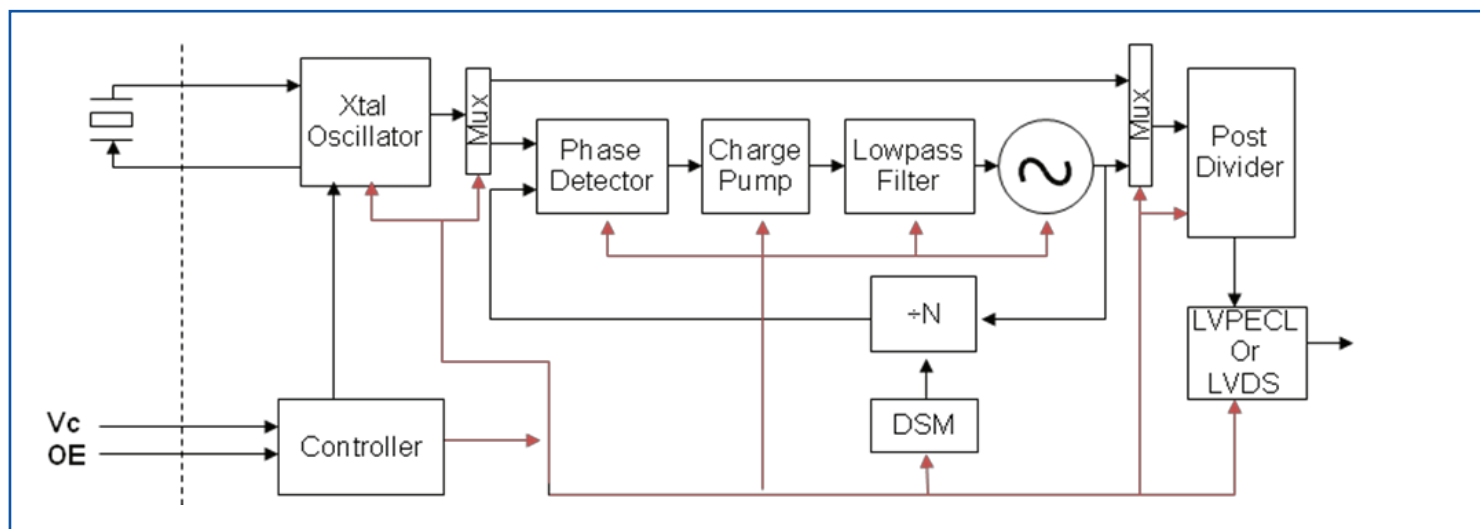 Xtal
Oscillator
Mux
Phase
Detector
Charge
Pump
Lowpass
Filter
Mux
Post
Divider
÷N
LVPECL
Or
LVDS
DSM
Vc
OE
Controller